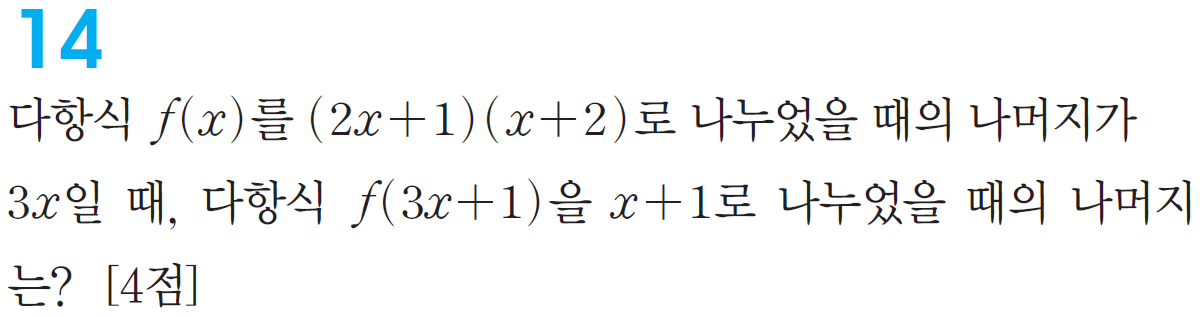 14
다항식 f(x)를 (2x+1)(x+2)로 나누었을 때의 나머지가
3x일 때, 다항식 f(3x+1)을 x+1로 나누었을 때의 나머지
는? [4점]